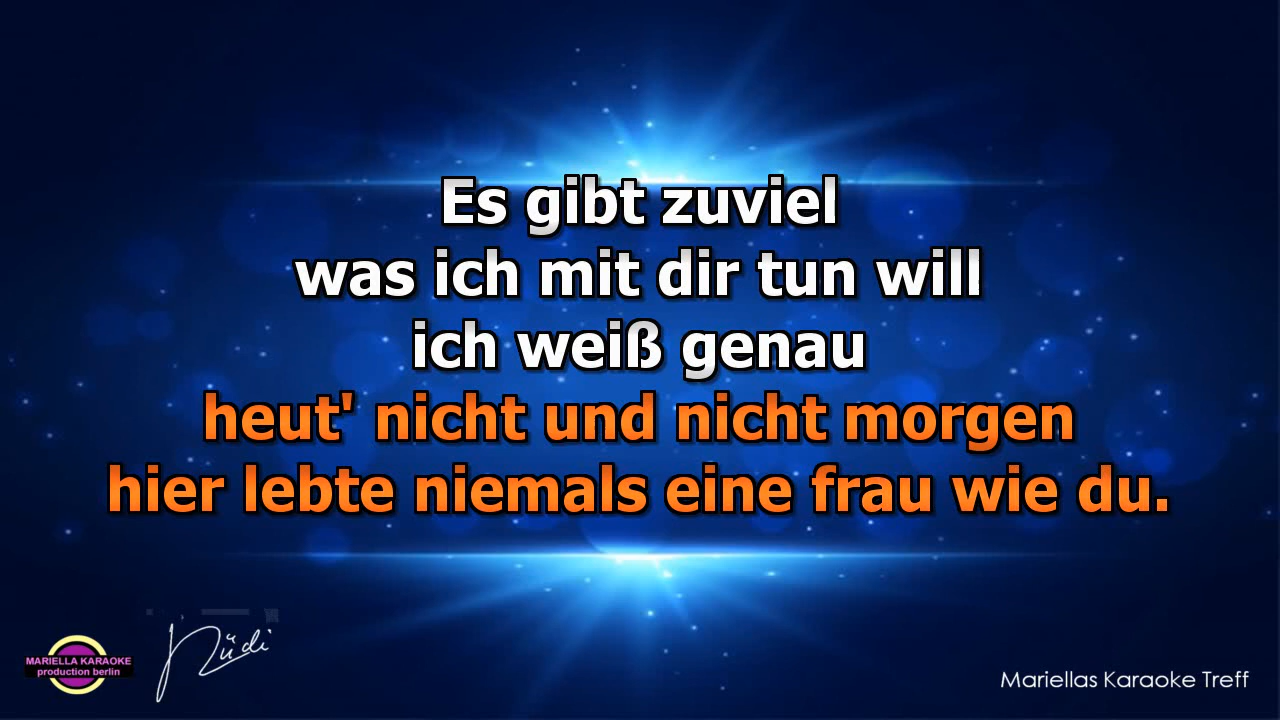 Es gibt zuviel
was ich mit dir tun will
ich weiß genau
heut' nicht und nicht morgen
hier lebte niemals eine frau wie du.
MARIELLA KARAOKE
production berlin
Rüdi
Mariellas Karaoke Treff